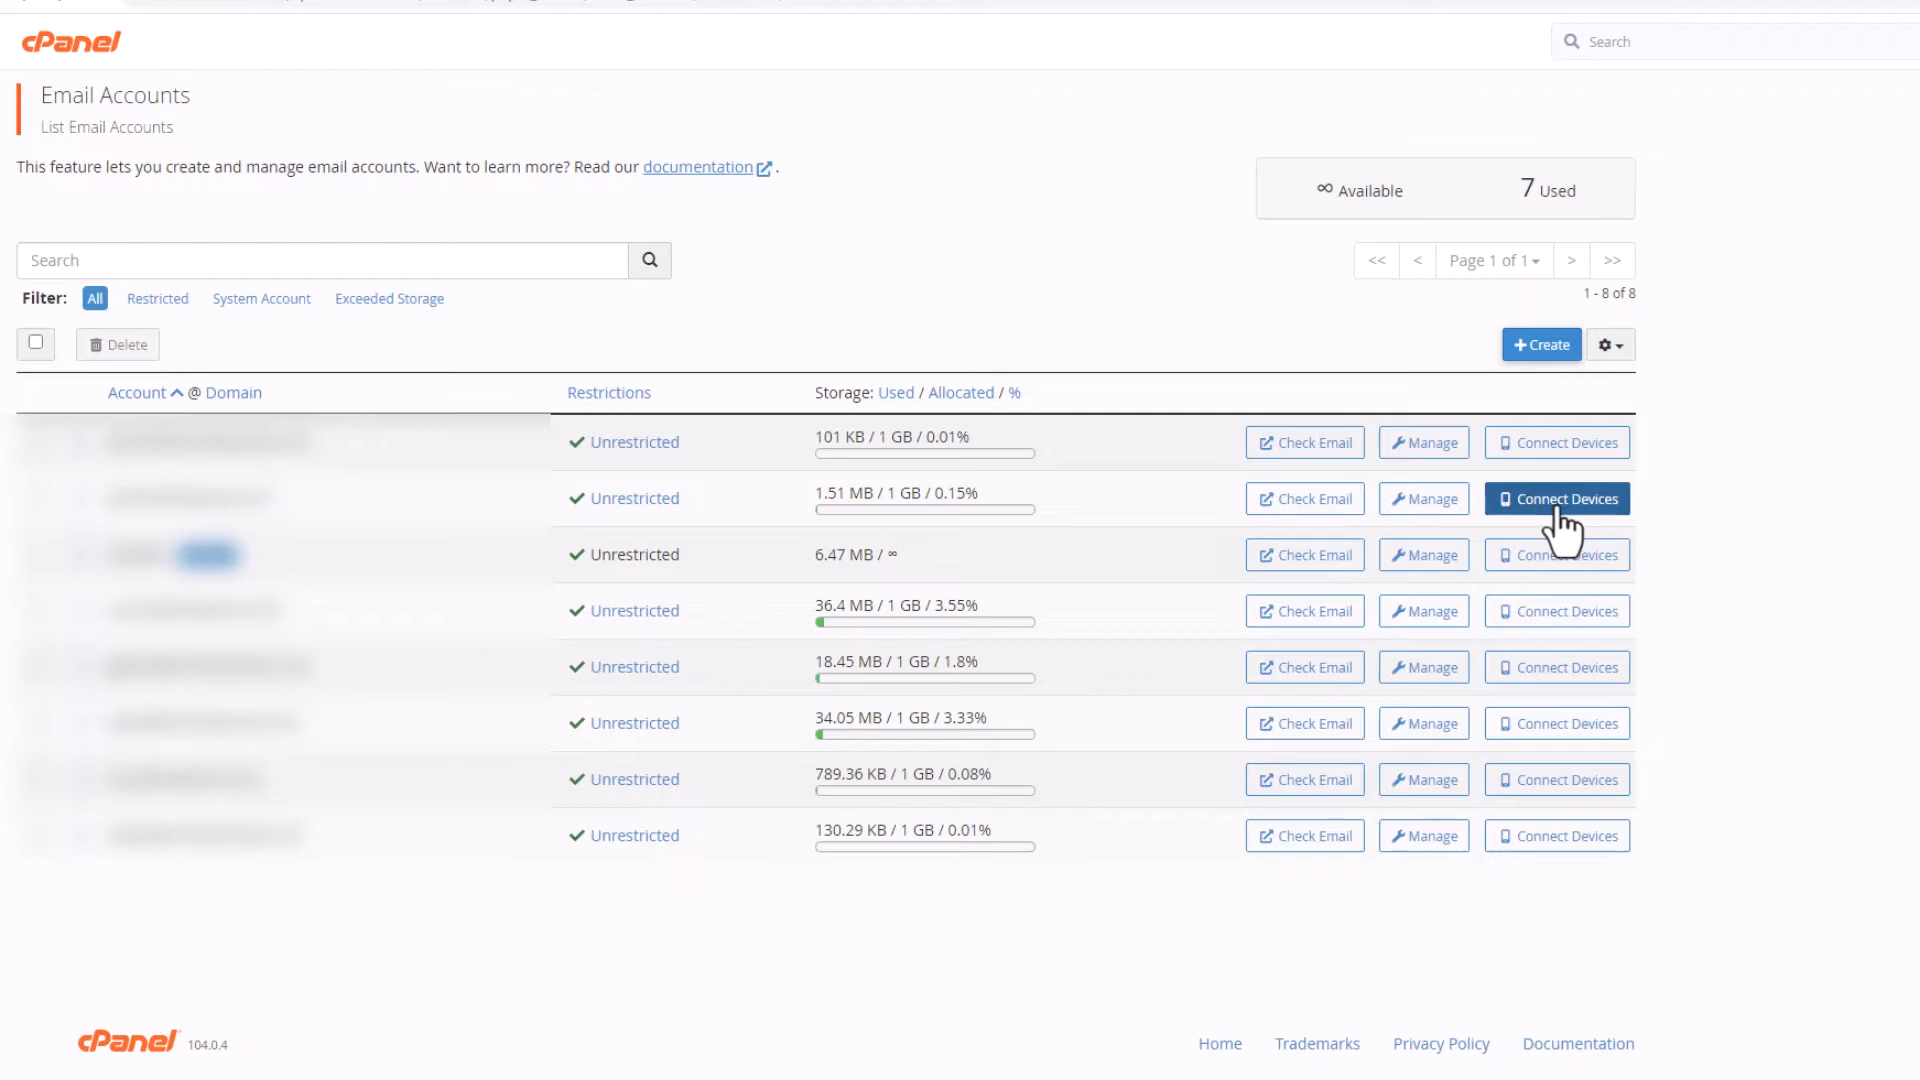 cPanel
Search
Email Accounts
List Email Accounts
This feature lets you create and manage email accounts. Want to learn more? Read our documentation .
∞ Available 7 Used
Search
<< < Page 1 of 1 > >>
Filter: All Restricted System Account Exceeded Storage
1 - 8 of 8
Delete
+ Create
Account @ Domain Restrictions Storage: Used / Allocated / %
Unrestricted 101 KB / 1 GB / 0.01% Check Email Manage Connect Devices
Unrestricted 1.51 MB / 1 GB / 0.15% Check Email Manage Connect Devices
Unrestricted 6.47 MB / ∞ Check Email Manage
Unrestricted 36.4 MB / 1 GB / 3.55% Check Email Manage Connect Devices
Unrestricted 18.45 MB / 1 GB / 1.8% Check Email Manage Connect Devices
Unrestricted 34.05 MB / 1 GB / 3.33% Check Email Manage Connect Devices
Unrestricted 789.36 KB / 1 GB / 0.08% Check Email Manage Connect Devices
Unrestricted 130.29 KB / 1 GB / 0.01% Check Email Manage Connect Devices
cPanel 104.0.4 Home Trademarks Privacy Policy Documentation